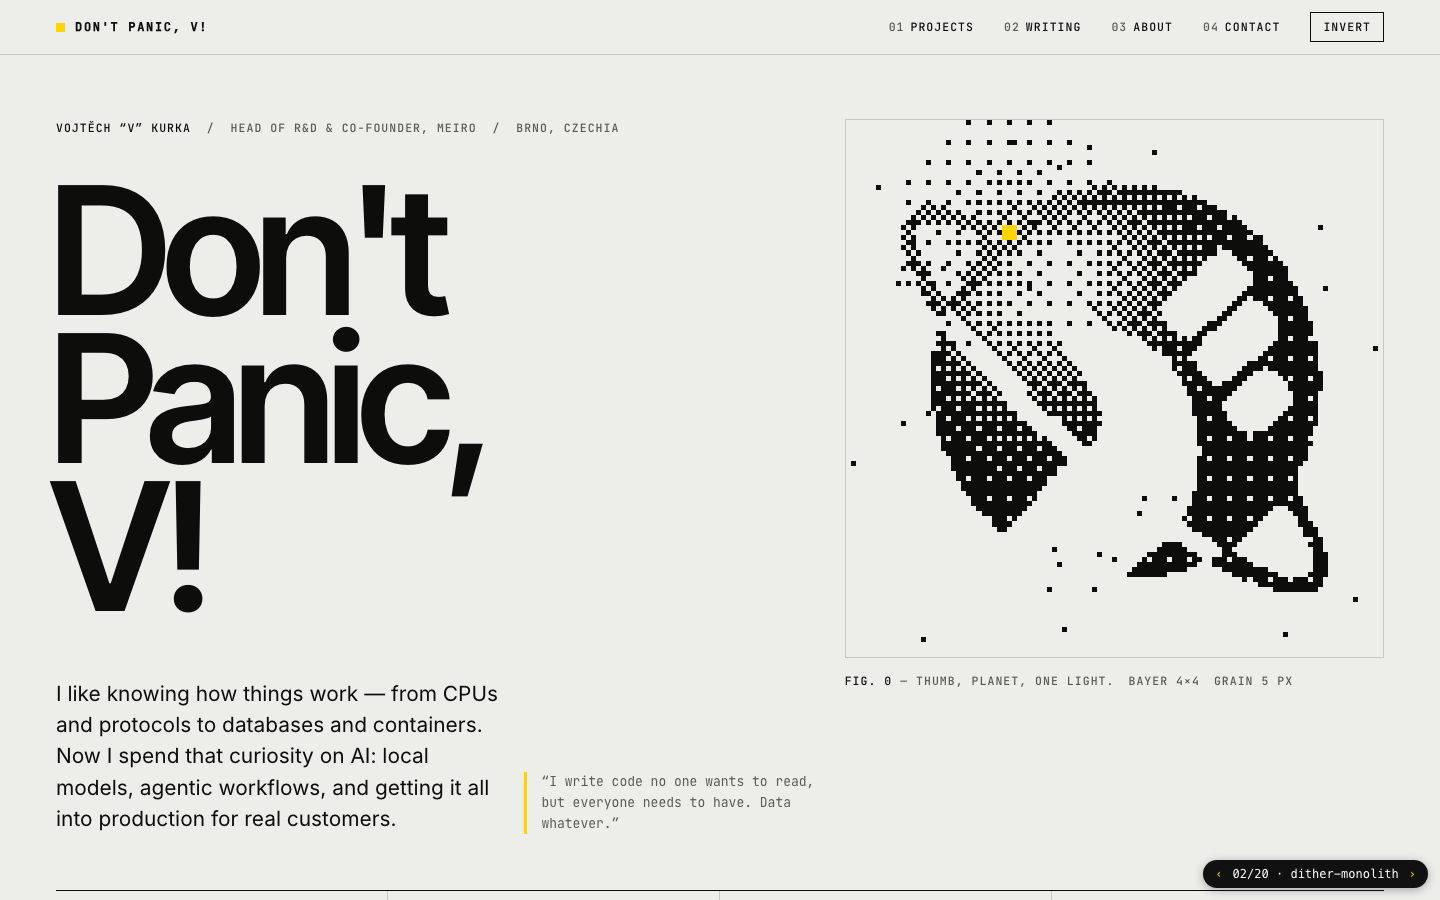 DON'T PANIC, V!
01 PROJECTS 02 WRITING 03 ABOUT 04 CONTACT INVERT
VOJTĚCH “V” KURKA / HEAD OF R&D & CO-FOUNDER, MEIRO / BRNO, CZECHIA
Don't
Panic,
V!
I like knowing how things work — from CPUs
and protocols to databases and containers.
Now I spend that curiosity on AI: local
models, agentic workflows, and getting it all
into production for real customers.
“I write code no one wants to read,
but everyone needs to have. Data
whatever.”
FIG. 0 — THUMB, PLANET, ONE LIGHT. BAYER 4×4 GRAIN 5 PX
‹ 02/20 · dither—monolith ›